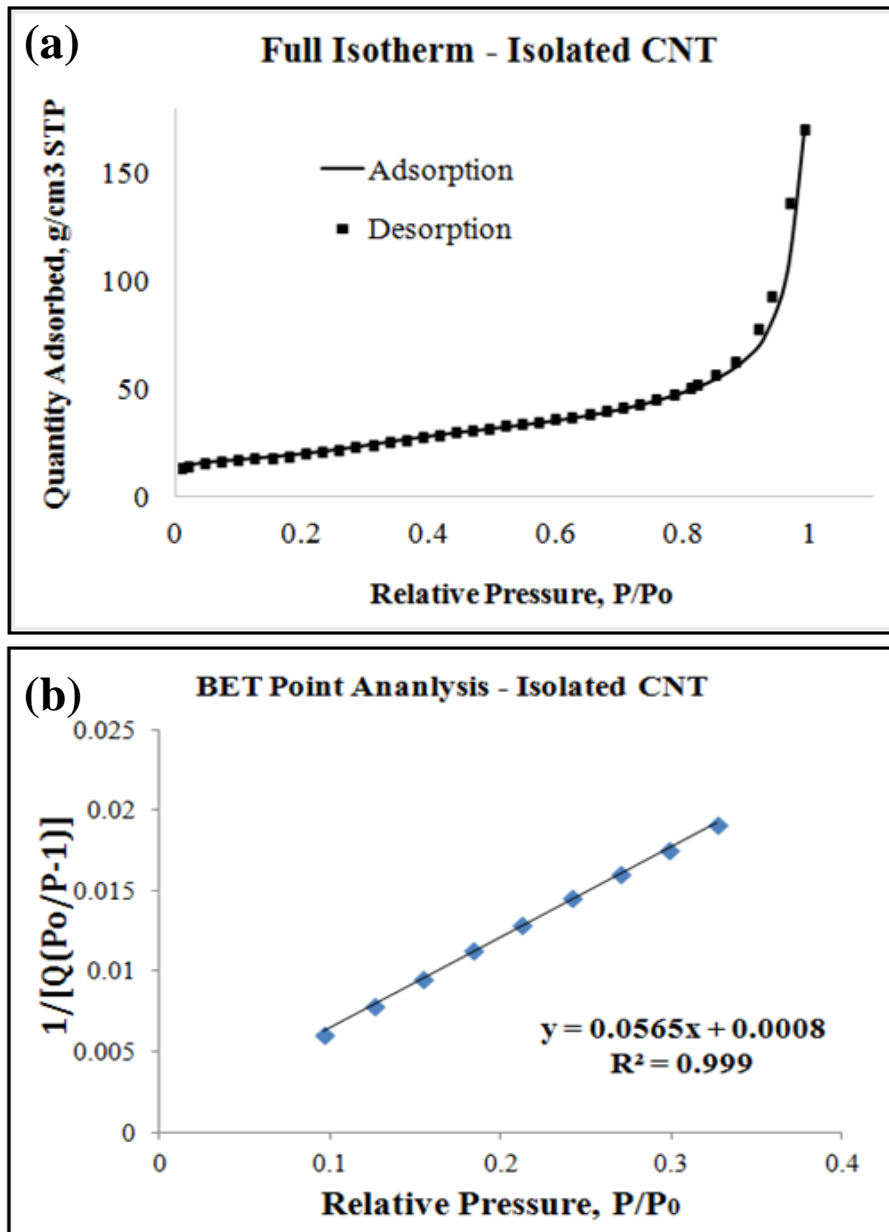 (a)
Full Isotherm - Isolated CNT
Quantity Adsorbed, g/cm3 STP
150
100
50
0
Adsorption
Desorption
0 0.2 0.4 0.6 0.8 1
Relative Pressure, P/Po
(b)
BET Point Ananlysis - Isolated CNT
1/[Q(Po/P-1)]
0.025
0.02
0.015
0.01
0.005
0
y = 0.0565x + 0.0008
R² = 0.999
0 0.1 0.2 0.3 0.4
Relative Pressure, P/P₀